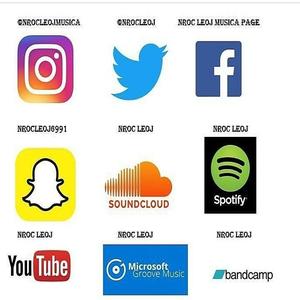 @NROCLEOJMUSICA @NROCLEOJ NROC LEOJ MUSICA PAGE
NROCLEOJ6991 NROC LEOJ NROC LEOJ
SOUNDCLOUD Spotify
NROC LEOJ NROC LEOJ NROC LEOJ
YouTube Microsoft Groove Music bandcamp